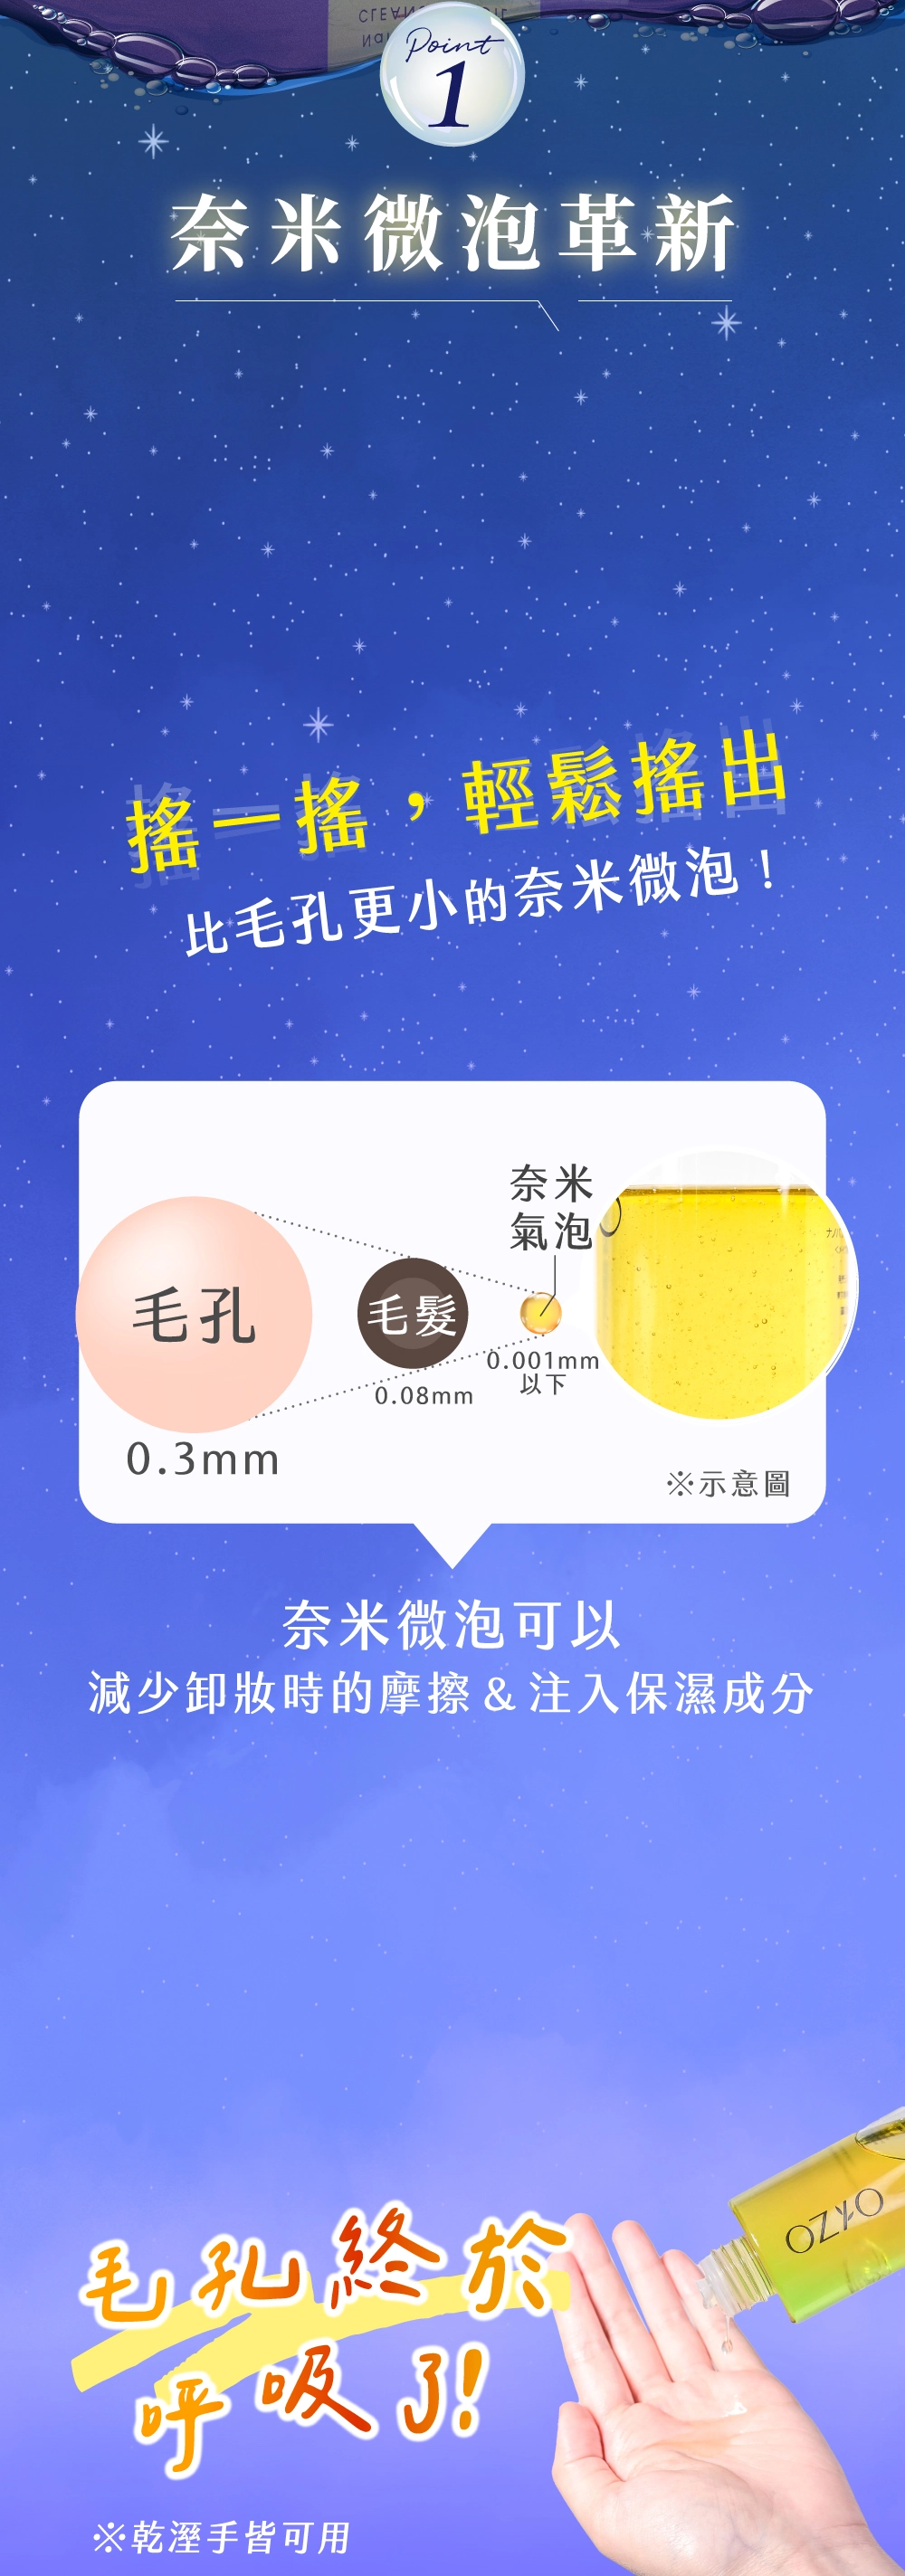 Point
1
奈米微泡革新
搖一搖，輕鬆搖出
比毛孔更小的奈米微泡！
奈米
氣泡
毛孔
毛髮
0.001mm
以下
0.08mm
0.3mm
※示意圖
奈米微泡可以
減少卸妝時的摩擦&注入保濕成分
OZIO
毛孔終於
呼吸了!
※乾溼手皆可用